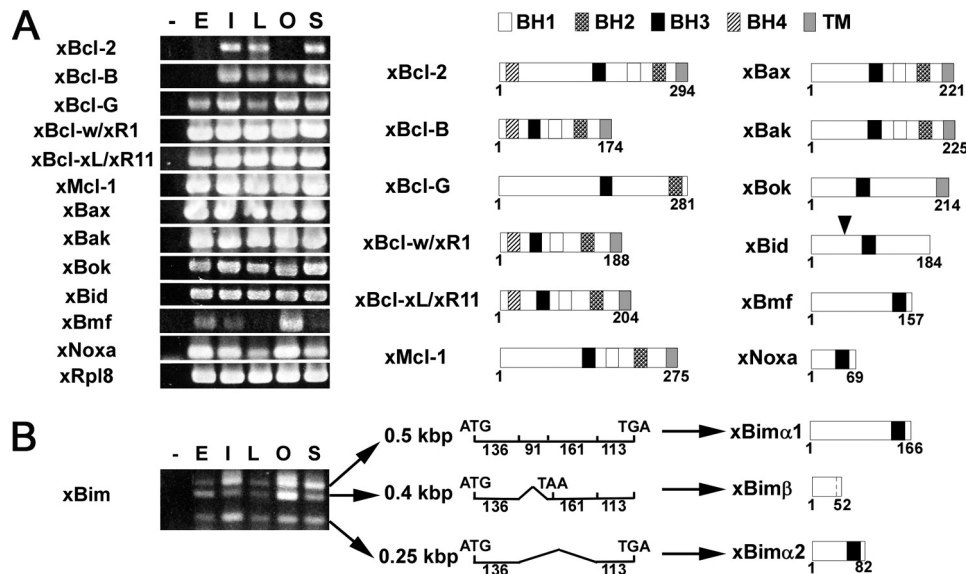 A
- E I L O S
xBcl-2
xBcl-B
xBcl-G
xBcl-w/xR1
xBcl-xL/xR11
xMcl-1
xBax
xBak
xBok
xBid
xBmf
xNoxa
xRpl8
BH1 BH2 BH3 BH4 TM
xBcl-2
1 294
xBcl-B
1 174
xBcl-G
1 281
xBcl-w/xR1
1 188
xBcl-xL/xR11
1 204
xMcl-1
1 275
xBax
1 221
xBak
1 225
xBok
1 214
xBid
1 184
xBmf
1 157
xNoxa
1 69
B
- E I L O S
xBim
0.5 kbp
ATG TGA
136 91 161 113
xBimα1
1 166
0.4 kbp
ATG TAA
136 161 113
xBimβ
1 52
0.25 kbp
ATG TGA
136 113
xBimα2
1 82